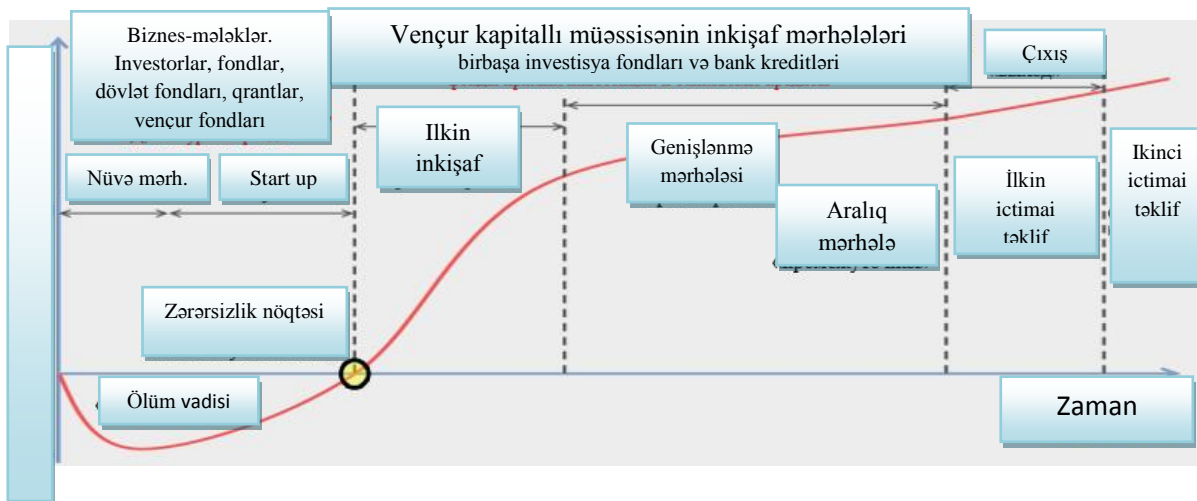 Biznes-mələklər.
Investorlar, fondlar,
dövlət fondları, qrantlar,
vençur fondları
Vençur kapitallı müəssisənin inkişaf mərhələləri
birbaşa investisya fondları və bank kreditləri
Çıxış
Nüvə mərh.
Start up
Ilkin
inkişaf
Genişlənmə
mərhələsi
Aralıq
mərhələ
İlkin
ictimai
təklif
Ikinci
ictimai
təklif
Zərərsizlik nöqtəsi
Ölüm vadisi
Zaman